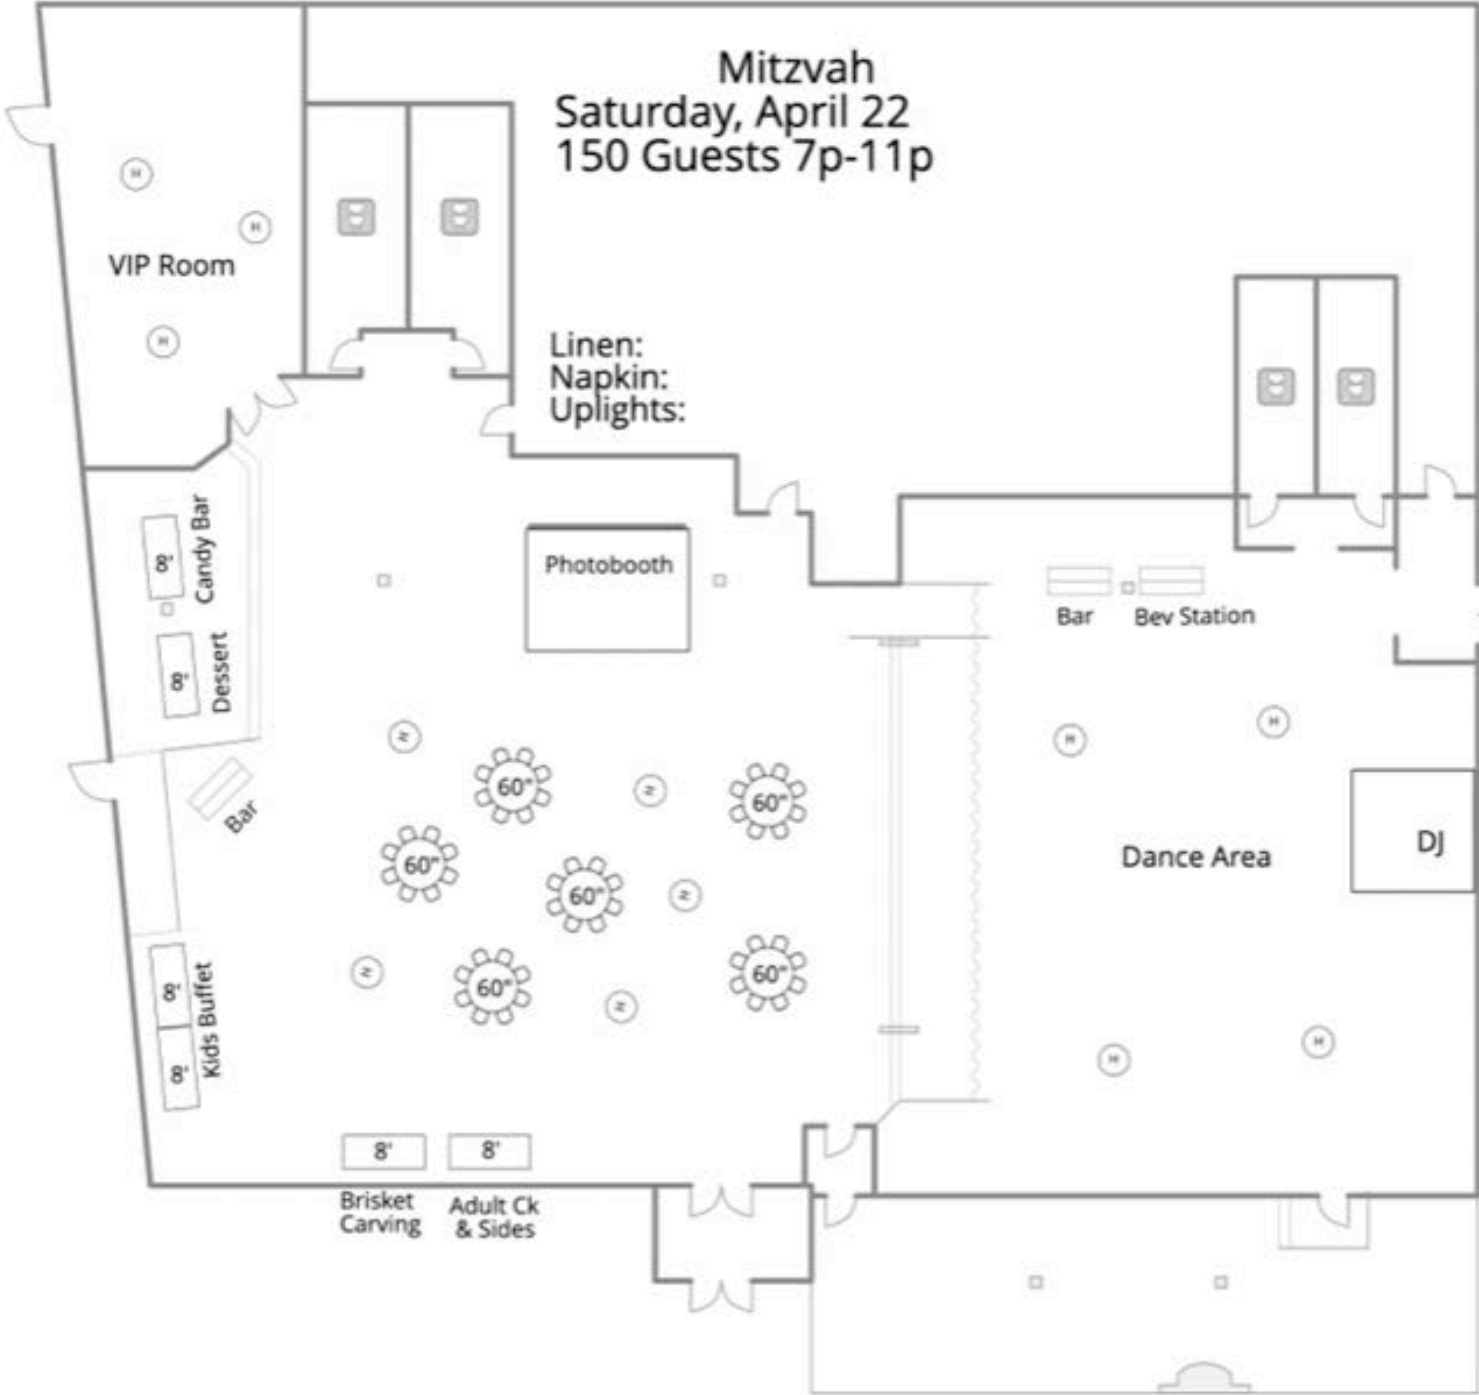 Mitzvah
Saturday, April 22
150 Guests 7p-11p
H
H
VIP Room
H
Linen:
Napkin:
Uplights:
8'
Candy Bar
Photobooth
Bar
Bev Station
8'
Dessert
H
H
Bar
N
60"
N
60"
60"
60"
N
Dance Area
DJ
8'
8'
Kids Buffet
N
60"
N
60"
H
H
8'
8'
Brisket
Carving
Adult Ck
& Sides